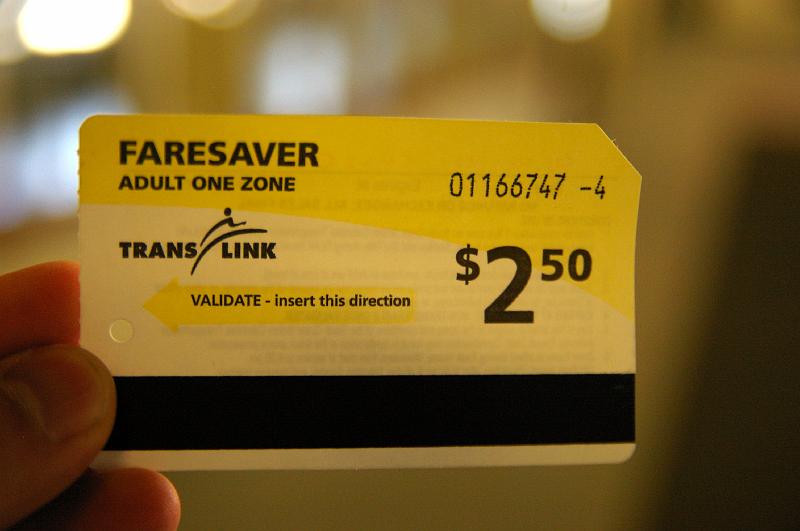 FARESAVER
ADULT ONE ZONE
01166747 -4
TRANS LINK
$2 50
VALIDATE - insert this direction